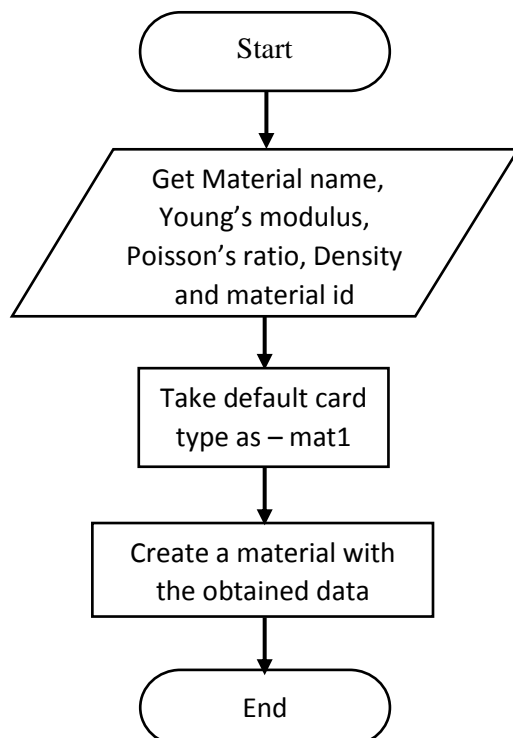 Start
Get Material name,
Young’s modulus,
Poisson’s ratio, Density
and material id
Take default card
type as – mat1
Create a material with
the obtained data
End